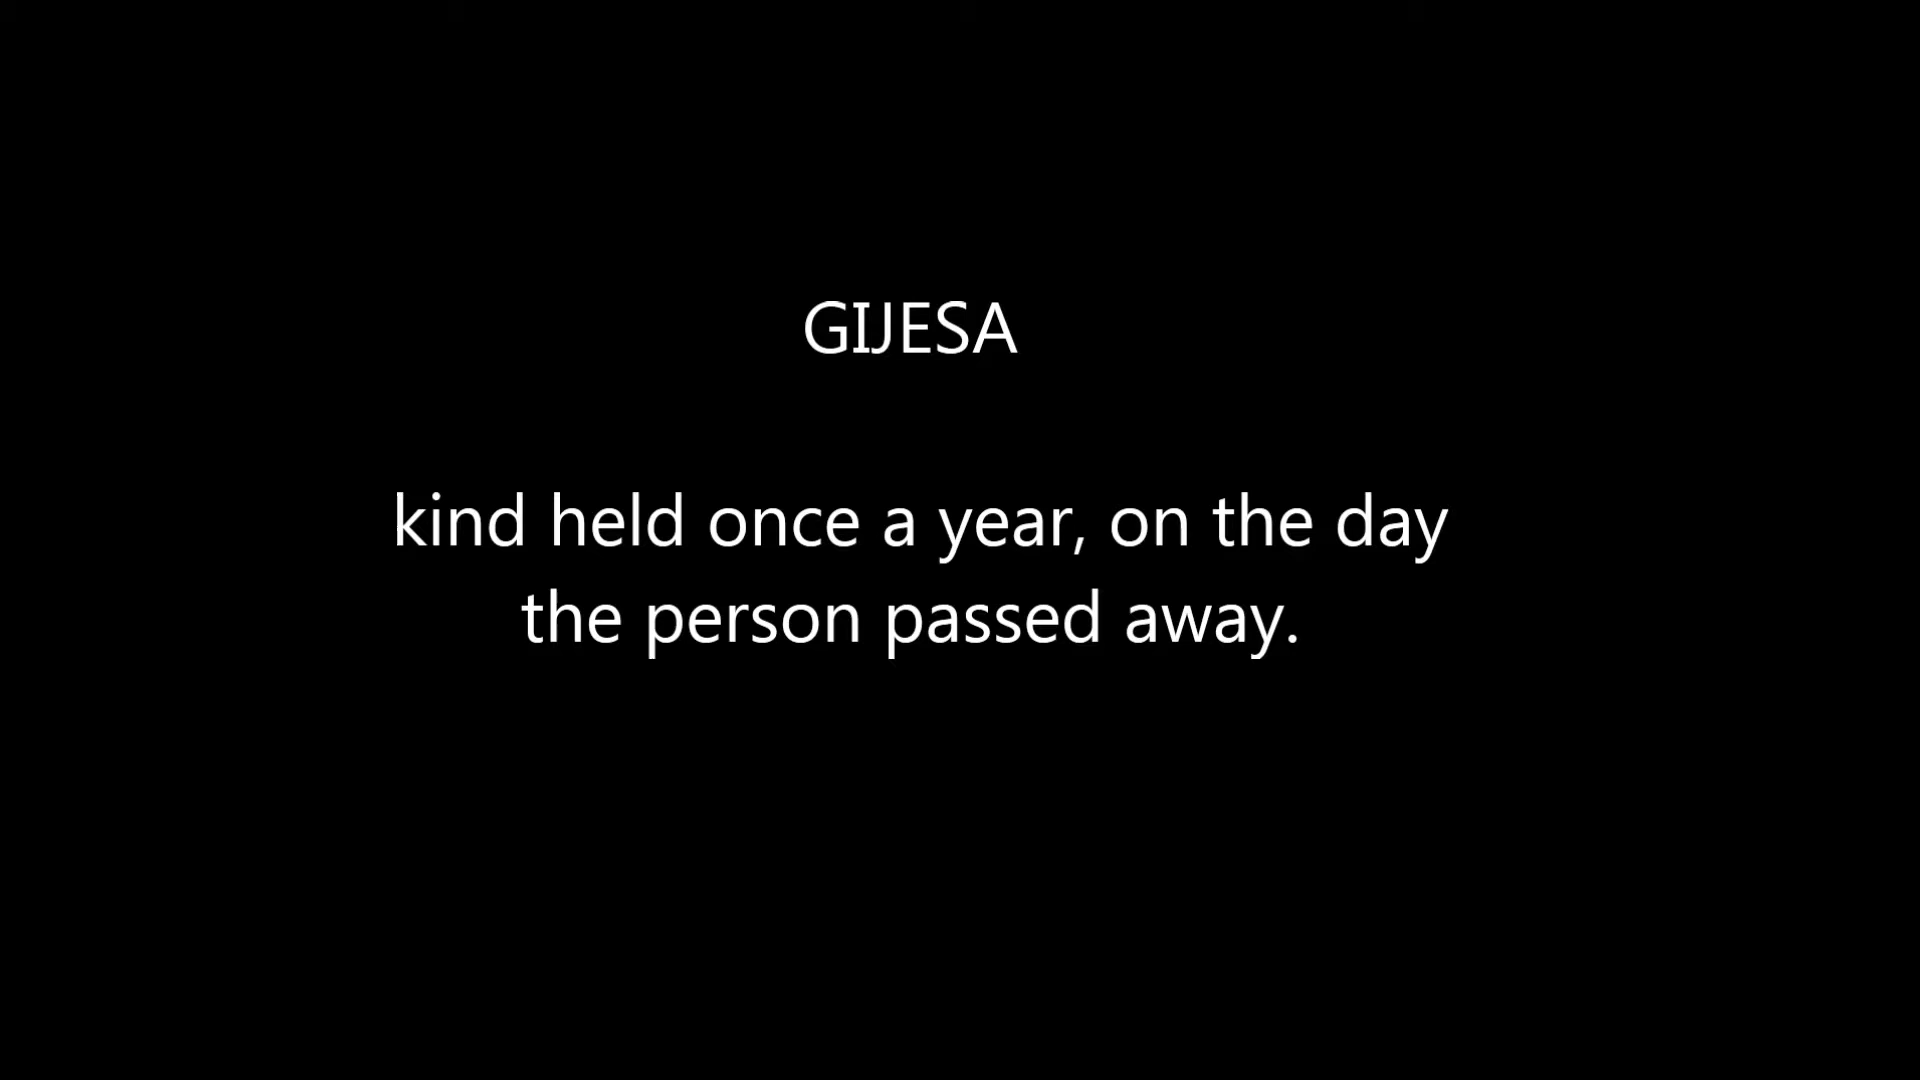 GIJESA
kind held once a year, on the day
the person passed away.